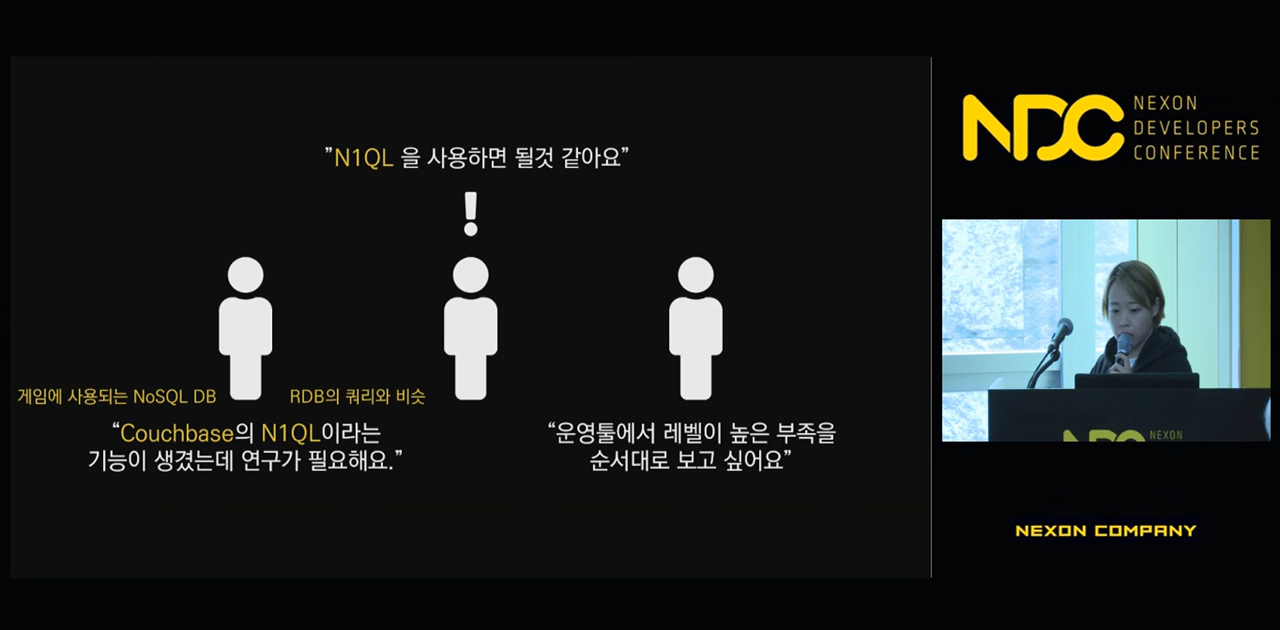 ”N1QL 을 사용하면 될것 같아요”
!
게임에 사용되는 NoSQL DB
RDB의 쿼리와 비슷
“Couchbase의 N1QL이라는
기능이 생겼는데 연구가 필요해요.”
“운영툴에서 레벨이 높은 부족을
순서대로 보고 싶어요”
NDC
NEXON
DEVELOPERS
CONFERENCE
NDC
NEXON
NEXON COMPANY